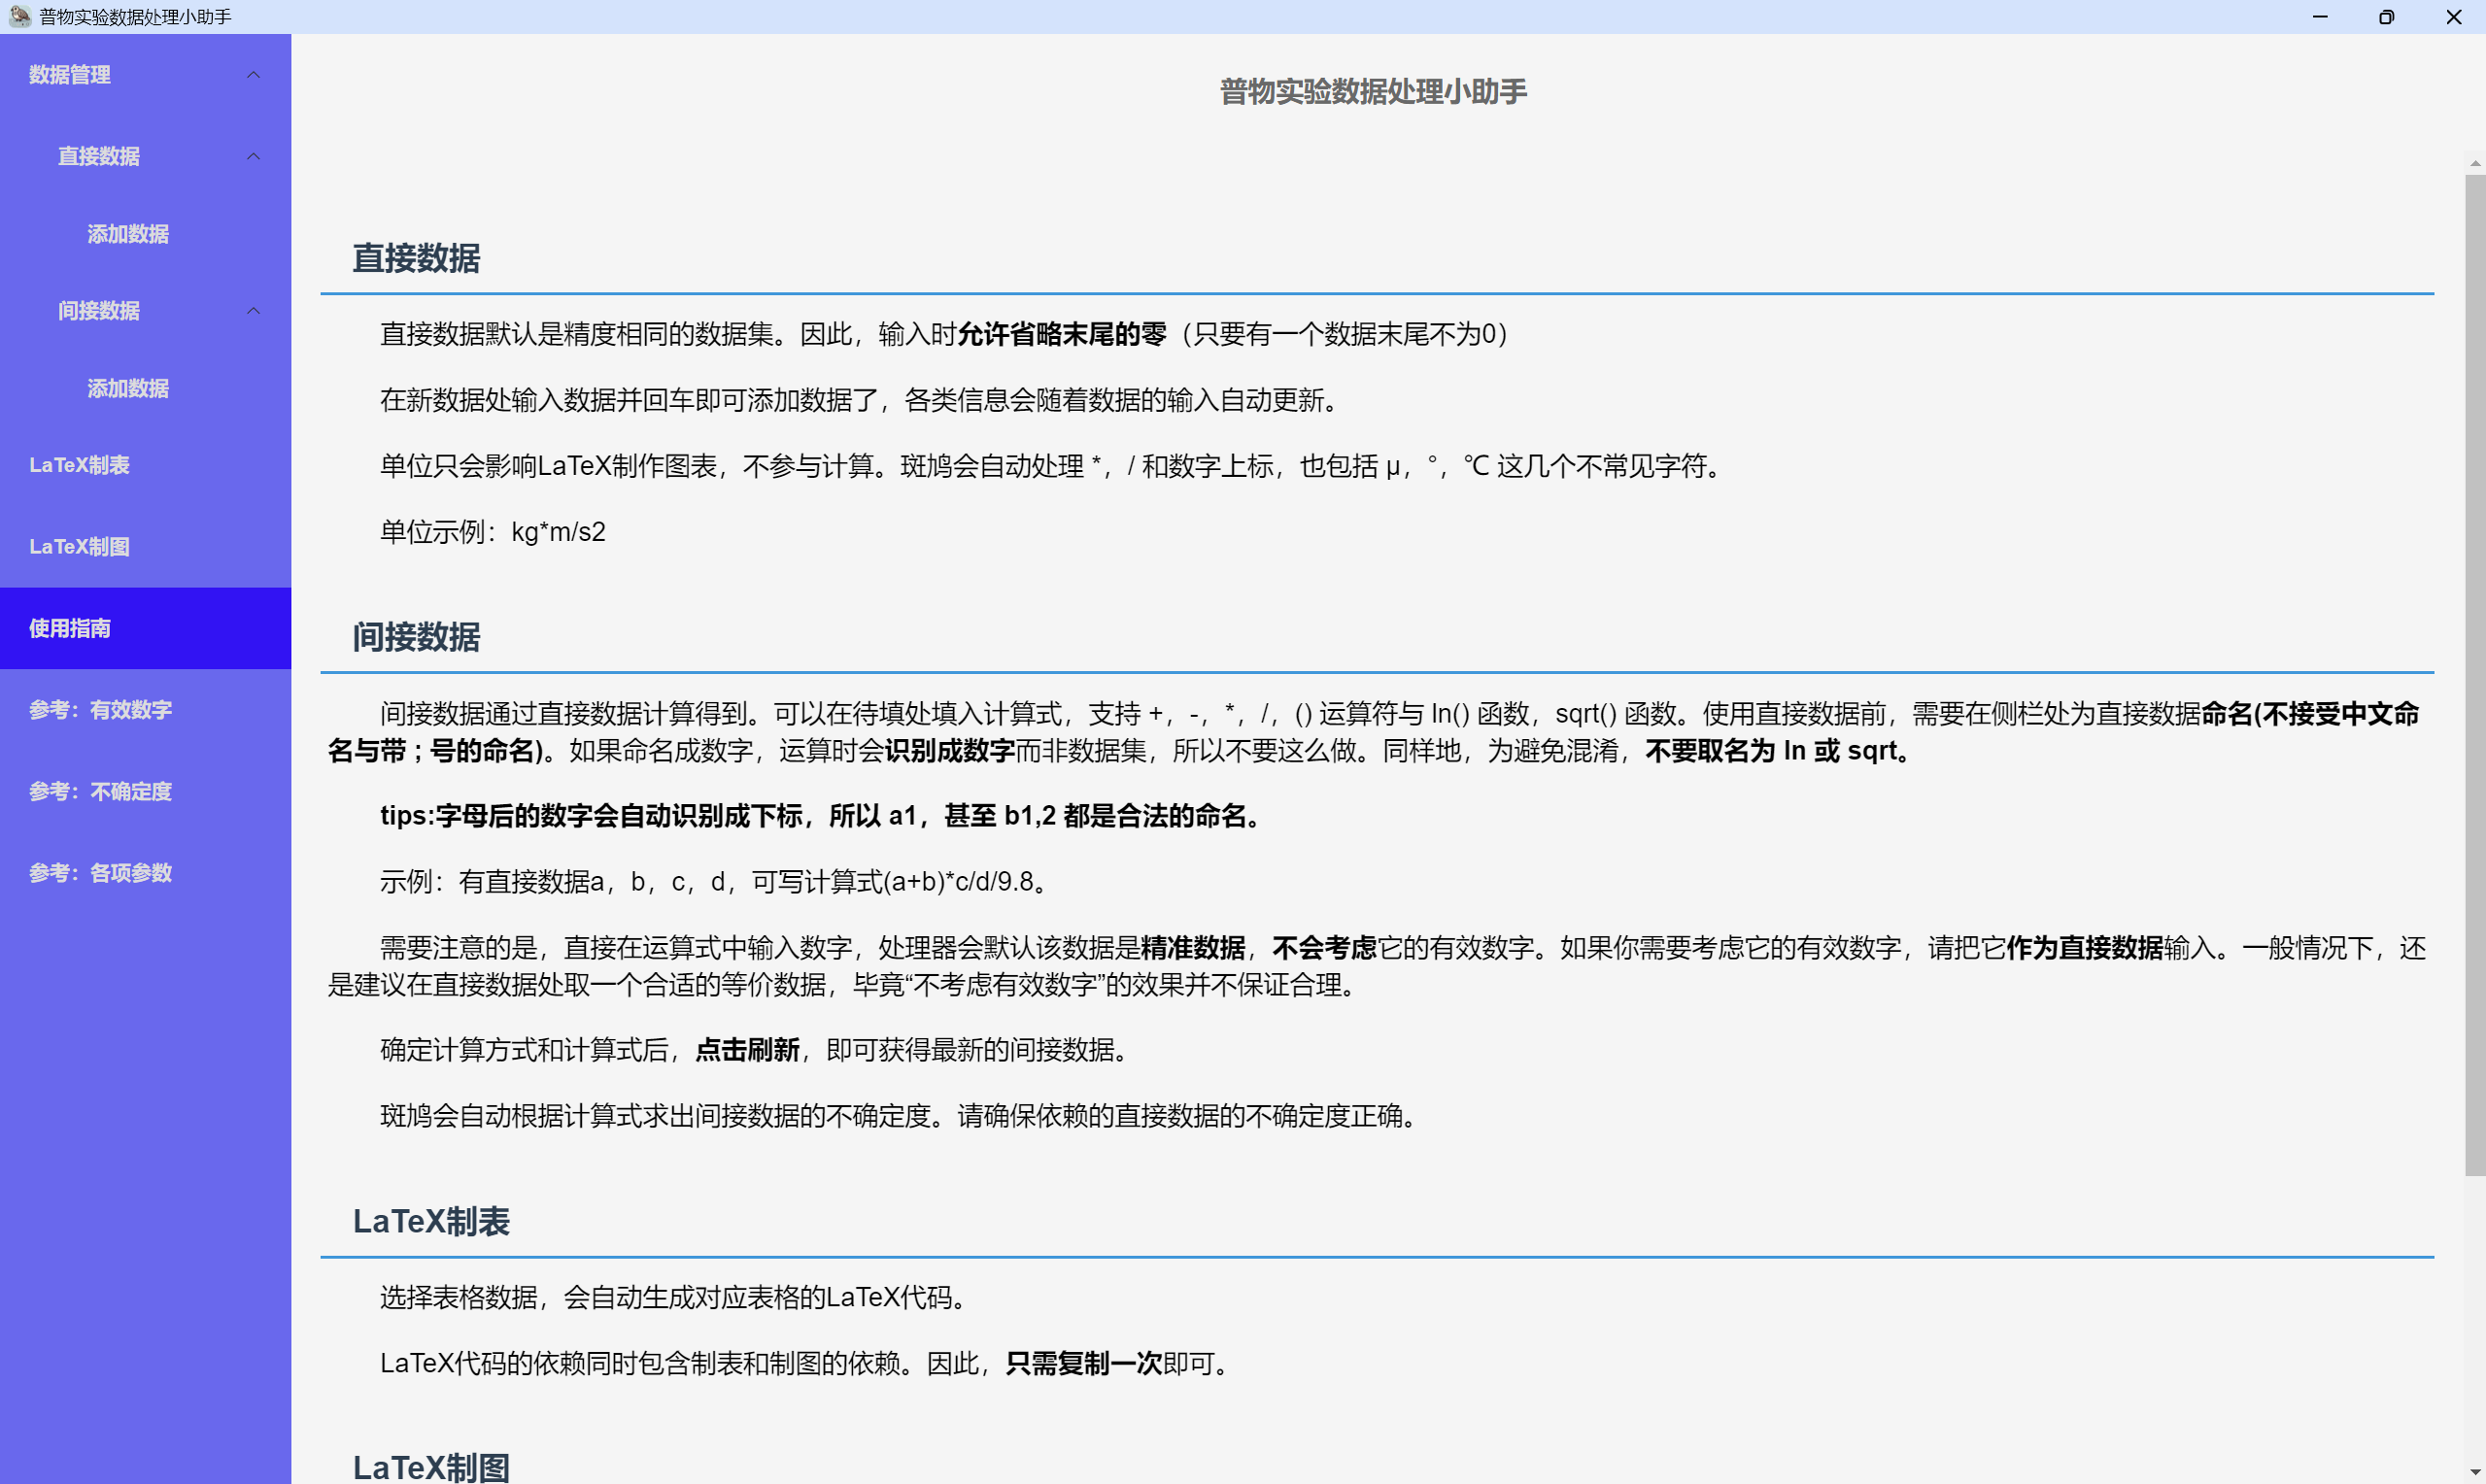 普物实验数据处理小助手
数据管理
直接数据
添加数据
间接数据
添加数据
LaTeX制表
LaTeX制图
使用指南
参考：有效数字
参考：不确定度
参考：各项参数
普物实验数据处理小助手
直接数据
直接数据默认是精度相同的数据集。因此，输入时允许省略末尾的零（只要有一个数据末尾不为0）
在新数据处输入数据并回车即可添加数据了，各类信息会随着数据的输入自动更新。
单位只会影响LaTeX制作图表，不参与计算。斑鸠会自动处理 *，/ 和数字上标，也包括 μ，°，℃ 这几个不常见字符。
单位示例：kg*m/s2
间接数据
间接数据通过直接数据计算得到。可以在待填处填入计算式，支持 +，-，*，/，() 运算符与 ln() 函数，sqrt() 函数。使用直接数据前，需要在侧栏处为直接数据命名(不接受中文命
名与带 ; 号的命名)。如果命名成数字，运算时会识别成数字而非数据集，所以不要这么做。同样地，为避免混淆，不要取名为 ln 或 sqrt。
tips:字母后的数字会自动识别成下标，所以 a1，甚至 b1,2 都是合法的命名。
示例：有直接数据a，b，c，d，可写计算式(a+b)*c/d/9.8。
需要注意的是，直接在运算式中输入数字，处理器会默认该数据是精准数据，不会考虑它的有效数字。如果你需要考虑它的有效数字，请把它作为直接数据输入。一般情况下，还
是建议在直接数据处取一个合适的等价数据，毕竟“不考虑有效数字”的效果并不保证合理。
确定计算方式和计算式后，点击刷新，即可获得最新的间接数据。
斑鸠会自动根据计算式求出间接数据的不确定度。请确保依赖的直接数据的不确定度正确。
LaTeX制表
选择表格数据，会自动生成对应表格的LaTeX代码。
LaTeX代码的依赖同时包含制表和制图的依赖。因此，只需复制一次即可。
LaTeX制图